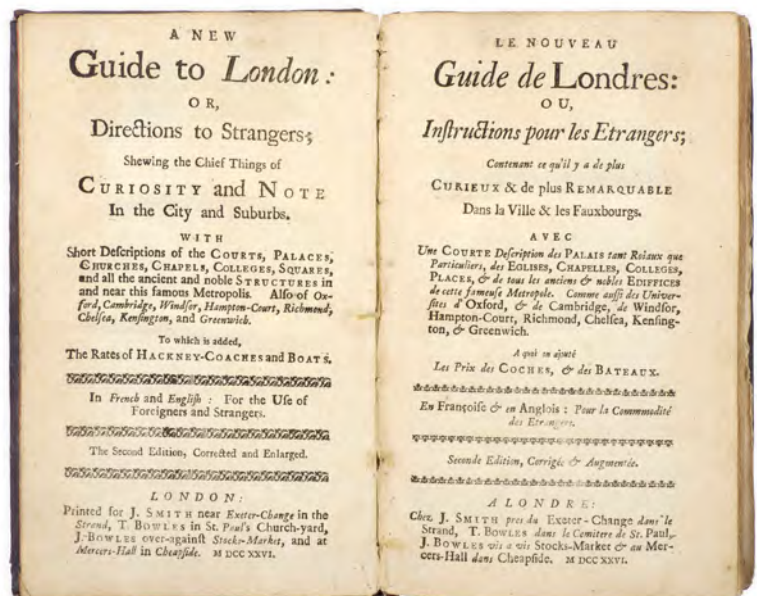 A NEW
Guide to London:
OR,
Directions to Strangers;
Shewing the Chief Things of
CURIOSITY and NOTE
In the City and Suburbs.
WITH
Short Deſcriptions of the COURTS, PALACES,
CHURCHES, CHAPELS, COLLEGES, SQUARES,
and all the ancient and noble STRUCTURES in
and near this famous Metropolis. Alſo of Ox-
ford, Cambridge, Windſor, Hampton-Court, Richmond,
Chelſea, Kenſington, and Greenwich.
To which is added,
The Rates of HACKNEY-COACHES and BOATS.
In French and Engliſh : For the Uſe of
Foreigners and Strangers.
The Second Edition, Corrected and Enlarged.
LONDON:
Printed for J. SMITH near Exeter-Change in the
Strand, T. BOWLES in St. Paul's Church-yard,
J. BOWLES over-againſt Stocks-Market, and at
Mercers-Hall in Cheapſide. M DCC XXVI.
LE NOUVEAU
Guide de Londres:
OU,
Inſtructions pour les Etrangers;
Contenant ce qu'il y a de plus
CURIEUX & de plus REMARQUABLE
Dans la Ville & les Fauxbourgs.
AVEC
Une COURTE Deſcription des PALAIS tant Roiaux que
Particuliers, des EGLISES, CHAPELLES, COLLEGES,
PLACES, & de tous les anciens & nobles EDIFFICES
de cette fameuſe Metropole. Comme auſſi des Univer-
ſites d'Oxford, & de Cambridge, de Windſor,
Hampton-Court, Richmond, Chelſea, Kenſing-
ton, & Greenwich.
A quoi on ajouté
Les Prix des COCHES, & des BATEAUX.
En Françoiſe & en Anglois : Pour la Commodité
des Etrangers.
Seconde Edition, Corrigée & Augmentée.
A LONDRE:
Chez J. SMITH pres du Exeter-Change dans le
Strand, T. BOWLES dans le Cemitere de St. Paul,
J. BOWLES vis a vis Stocks-Market & au Mer-
cers-Hall dans Cheapſide. M DCC XXVI.